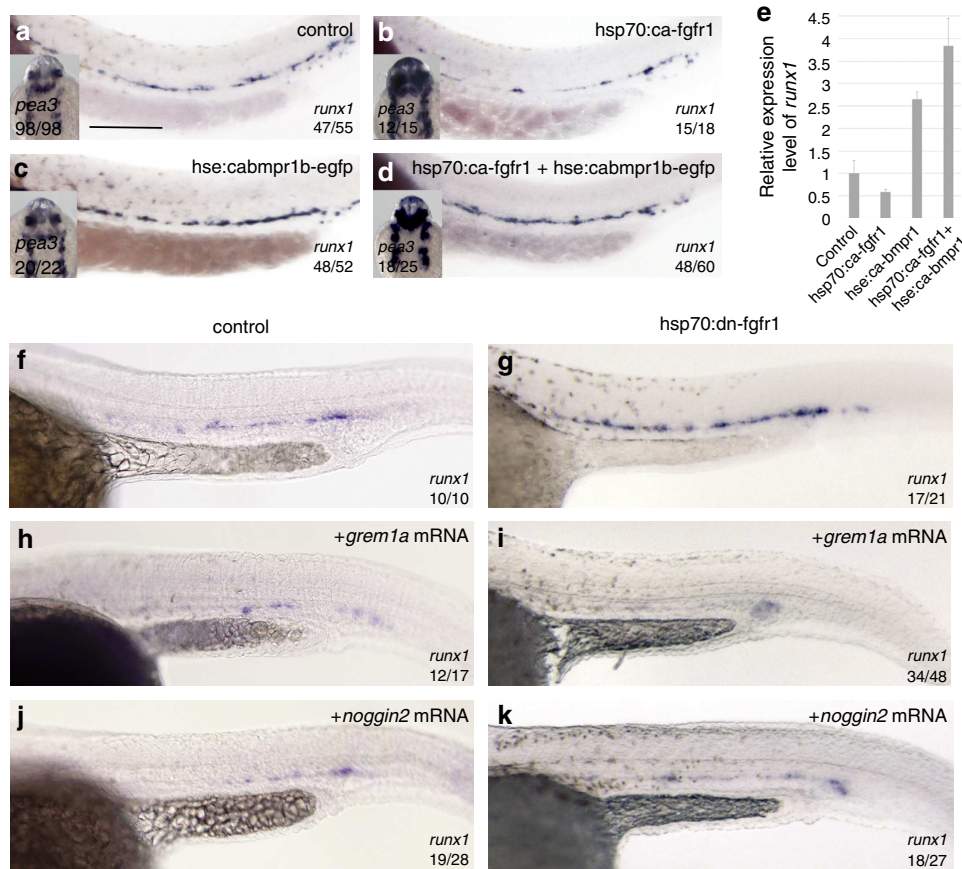 a
control
pea3
98/98
runx1
47/55
b
hsp70:ca-fgfr1
pea3
12/15
runx1
15/18
c
hse:cabmpr1b-egfp
pea3
20/22
runx1
48/52
d
hsp70:ca-fgfr1 + hse:cabmpr1b-egfp
pea3
18/25
runx1
48/60
e
Relative expression
level of runx1
4.5
4
3.5
3
2.5
2
1.5
1
0.5
0
Control
hsp70:ca-fgfr1
hse:ca-bmpr1
hsp70:ca-fgfr1+
hse:ca-bmpr1
control
hsp70:dn-fgfr1
f
runx1
10/10
g
runx1
17/21
h
+grem1a mRNA
runx1
12/17
i
+grem1a mRNA
runx1
34/48
j
+noggin2 mRNA
runx1
19/28
k
+noggin2 mRNA
runx1
18/27